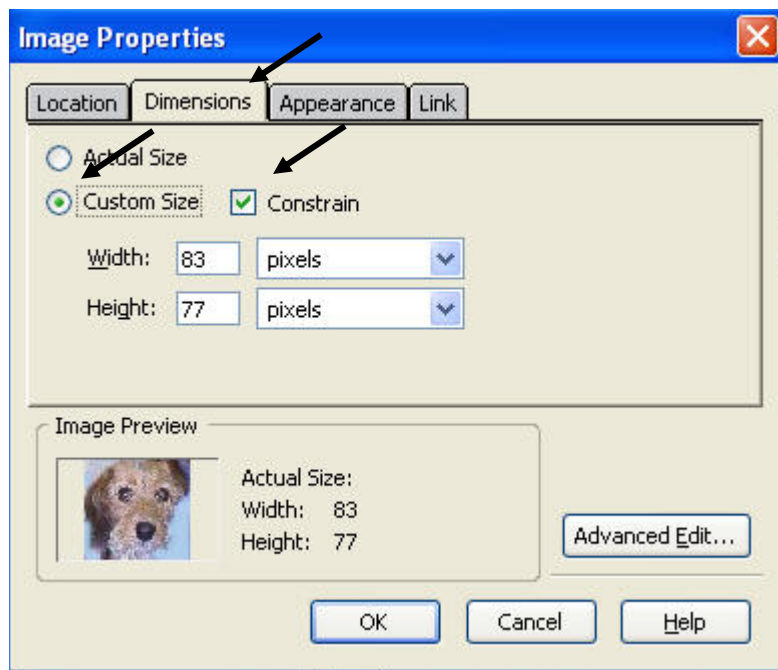 Image Properties
Location Dimensions Appearance Link
Actual Size
Custom Size Constrain
Width: 83 pixels
Height: 77 pixels
Image Preview
Actual Size:
Width: 83
Height: 77
Advanced Edit...
OK Cancel Help